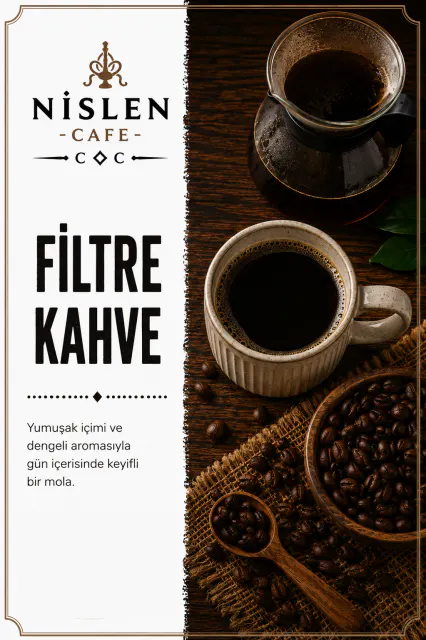 NİSLEN
-CAFE-
C◇C
FİLTRE
KAHVE
Yumuşak içimi ve
dengeli aromasıyla
gün içerisinde keyifli
bir mola.